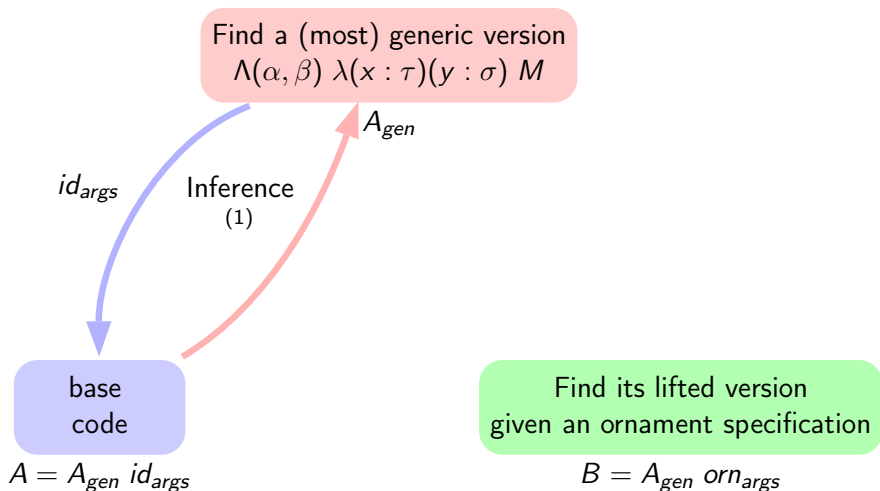 Find a (most) generic version
Λ(α, β) λ(x : τ)(y : σ) M
A_gen
id_args
Inference
(1)
base
code
Find its lifted version
given an ornament specification
A = A_gen id_args
B = A_gen orn_args